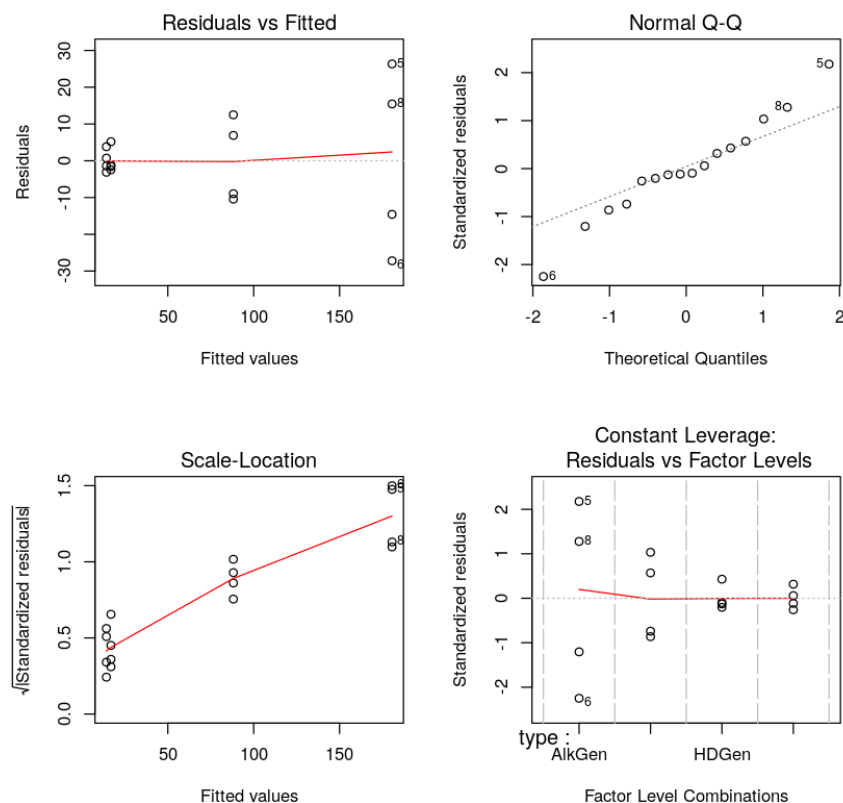 Residuals vs Fitted
Residuals
30
20
10
0
-10
-30
5
8
6
50
100
150
Fitted values
Normal Q-Q
Standardized residuals
2
1
0
-1
-2
5
8
6
-2
-1
0
1
2
Theoretical Quantiles
Scale-Location
√|Standardized residuals|
1.5
1.0
0.5
0.0
6
5
8
50
100
150
Fitted values
Constant Leverage:
Residuals vs Factor Levels
Standardized residuals
2
1
0
-1
-2
5
8
6
type :
AlkGen
HDGen
Factor Level Combinations